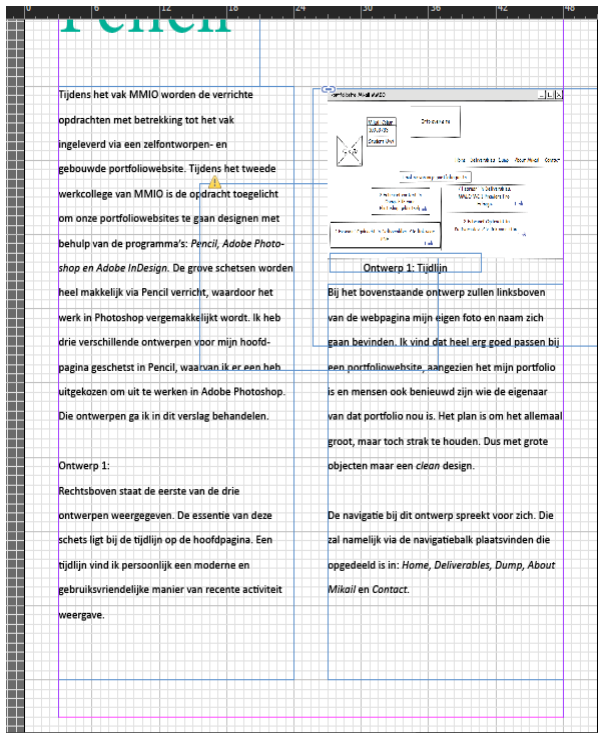 0 6 12 18 24 30 36 42 48
Pencil
Tijdens het vak MMIO worden de verrichte
opdrachten met betrekking tot het vak
ingeleverd via een zelfontworpen- en
gebouwde portfoliowebsite. Tijdens het tweede
werkcollege van MMIO is de opdracht toegelicht
om onze portfoliowebsites te gaan designen met
behulp van de programma's: Pencil, Adobe Photo-
shop en Adobe InDesign. De grove schetsen worden
heel makkelijk via Pencil verricht, waardoor het
werk in Photoshop vergemakkelijkt wordt. Ik heb
drie verschillende ontwerpen voor mijn hoofd-
pagina geschetst in Pencil, waarvan ik er een heb
uitgekozen om uit te werken in Adobe Photoshop.
Die ontwerpen ga ik in dit verslag behandelen.
Ontwerp 1:
Rechtsboven staat de eerste van de drie
ontwerpen weergegeven. De essentie van deze
schets ligt bij de tijdlijn op de hoofdpagina. Een
tijdlijn vind ik persoonlijk een moderne en
gebruiksvriendelijke manier van recente activiteit
weergave.
Ontwerp 1: Tijdlijn
Bij het bovenstaande ontwerp zullen linksboven
van de webpagina mijn eigen foto en naam zich
gaan bevinden. Ik vind dat heel erg goed passen bij
een portfoliowebsite, aangezien het mijn portfolio
is en mensen ook benieuwd zijn wie de eigenaar
van dat portfolio nou is. Het plan is om het allemaal
groot, maar toch strak te houden. Dus met grote
objecten maar een clean design.
De navigatie bij dit ontwerp spreekt voor zich. Die
zal namelijk via de navigatiebalk plaatsvinden die
opgedeeld is in: Home, Deliverables, Dump, About
Mikail en Contact.